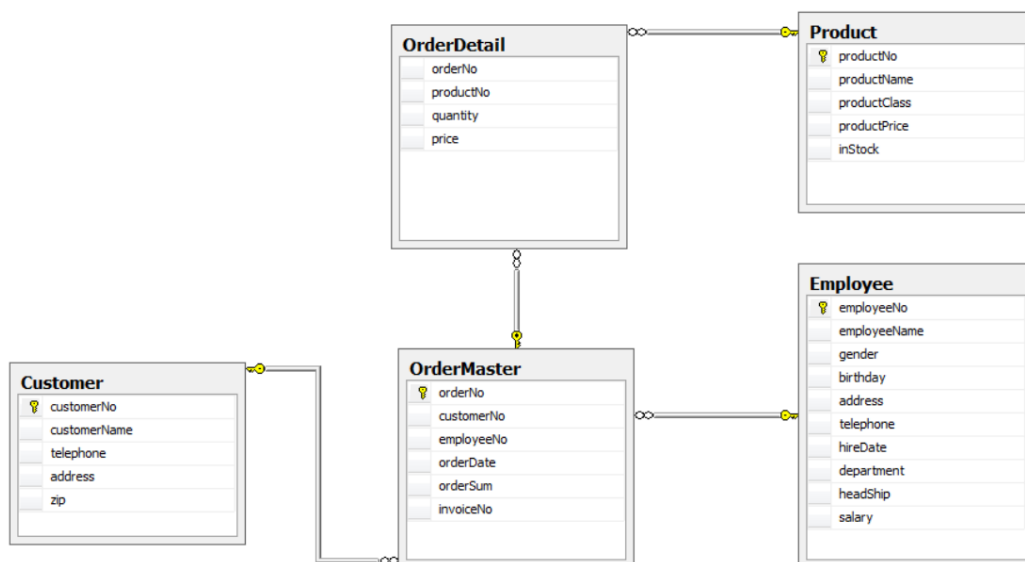 OrderDetail
orderNo
productNo
quantity
price
Product
productNo
productName
productClass
productPrice
inStock
Customer
customerNo
customerName
telephone
address
zip
OrderMaster
orderNo
customerNo
employeeNo
orderDate
orderSum
invoiceNo
Employee
employeeNo
employeeName
gender
birthday
address
telephone
hireDate
department
headShip
salary